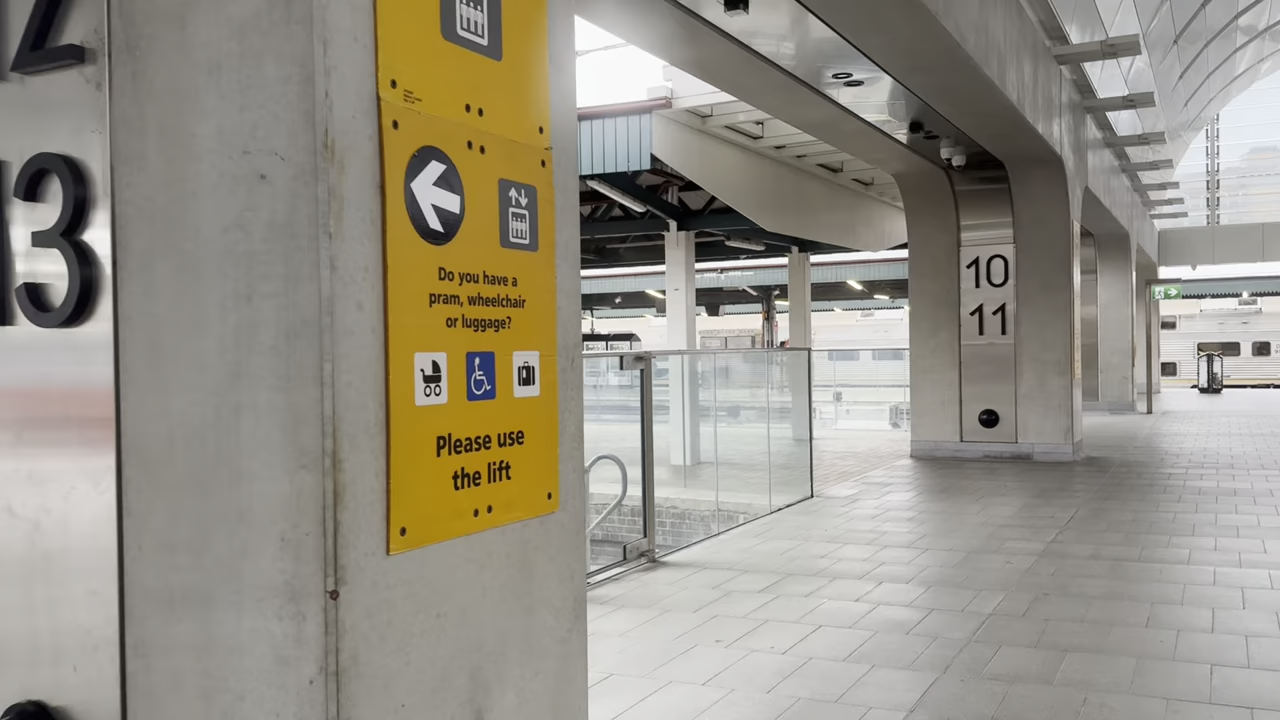 12
13
Do you have a
pram, wheelchair
or luggage?
Please use
the lift
10
11